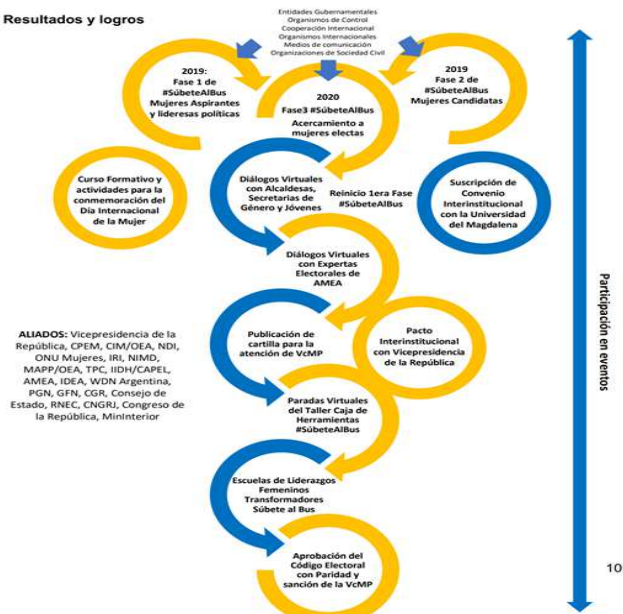 Resultados y logros
Entidades Gubernamentales
Organismos de Control
Cooperación Internacional
Organismos Internacionales
Medios de comunicación
Organizaciones de Sociedad Civil
2019:
Fase 1 de
#SúbeteAlBus
Mujeres Aspirantes
y lideresas políticas
2020
Fase3 #SúbeteAlBus
Acercamiento a
mujeres electas
2019
Fase 2 de
#SúbeteAlBus
Mujeres Candidatas
Curso Formativo y
actividades para la
conmemoración del
Día Internacional
de la Mujer
Diálogos Virtuales
con Alcaldesas,
Secretarias de
Género y Jóvenes
Reinicio 1era Fase
#SúbeteAlBus
Suscripción de
Convenio
Interinstitucional
con la Universidad
del Magdalena
Diálogos Virtuales
con Expertas
Electorales de
AMEA
Participación en eventos
ALIADOS: Vicepresidencia de la
República, CPEM, CIM/OEA, NDI,
ONU Mujeres, IRI, NIMD,
MAPP/OEA, TPC, IIDH/CAPEL,
AMEA, IDEA, WDN Argentina,
PGN, GFN, CGR, Consejo de
Estado, RNEC, CNGRJ, Congreso de
la República, MinInterior
Publicación de
cartilla para la
atención de VcMP
Pacto
Interinstitucional
con Vicepresidencia
de la República
Paradas Virtuales
del Taller Caja de
Herramientas
#SúbeteAlBus
Escuelas de Liderazgos
Femeninos
Transformadores
Súbete al Bus
Aprobación del
Código Electoral
con Paridad y
sanción de la VcMP
10